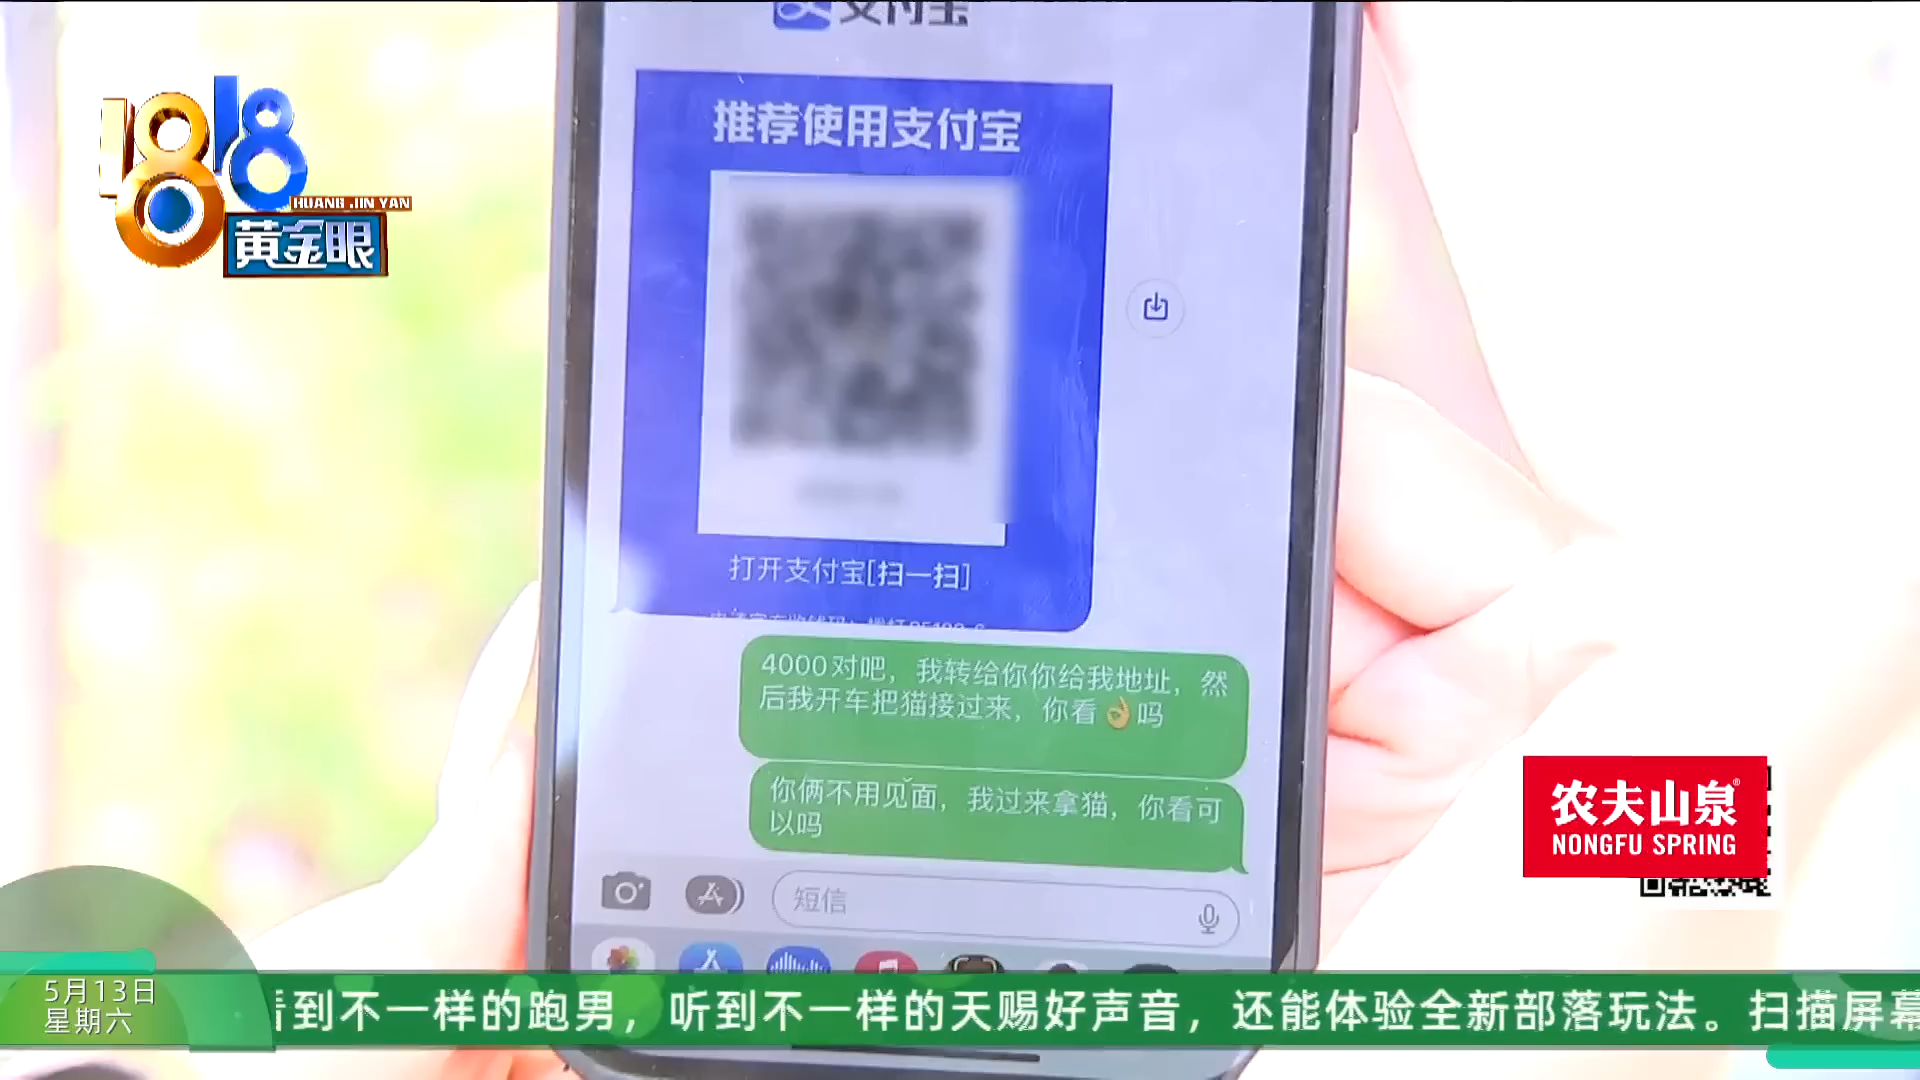 支付宝
1818
HUANG JIN YAN
黄金眼
推荐使用支付宝
打开支付宝[扫一扫]
4000对吧，我转给你你给我地址，然
后我开车把猫接过来，你看👌吗
你俩不用见面，我过来拿猫，你看可
以吗
短信
农夫山泉®
NONGFU SPRING
5月13日
星期六
看到不一样的跑男，听到不一样的天赐好声音，还能体验全新部落玩法。扫描屏幕